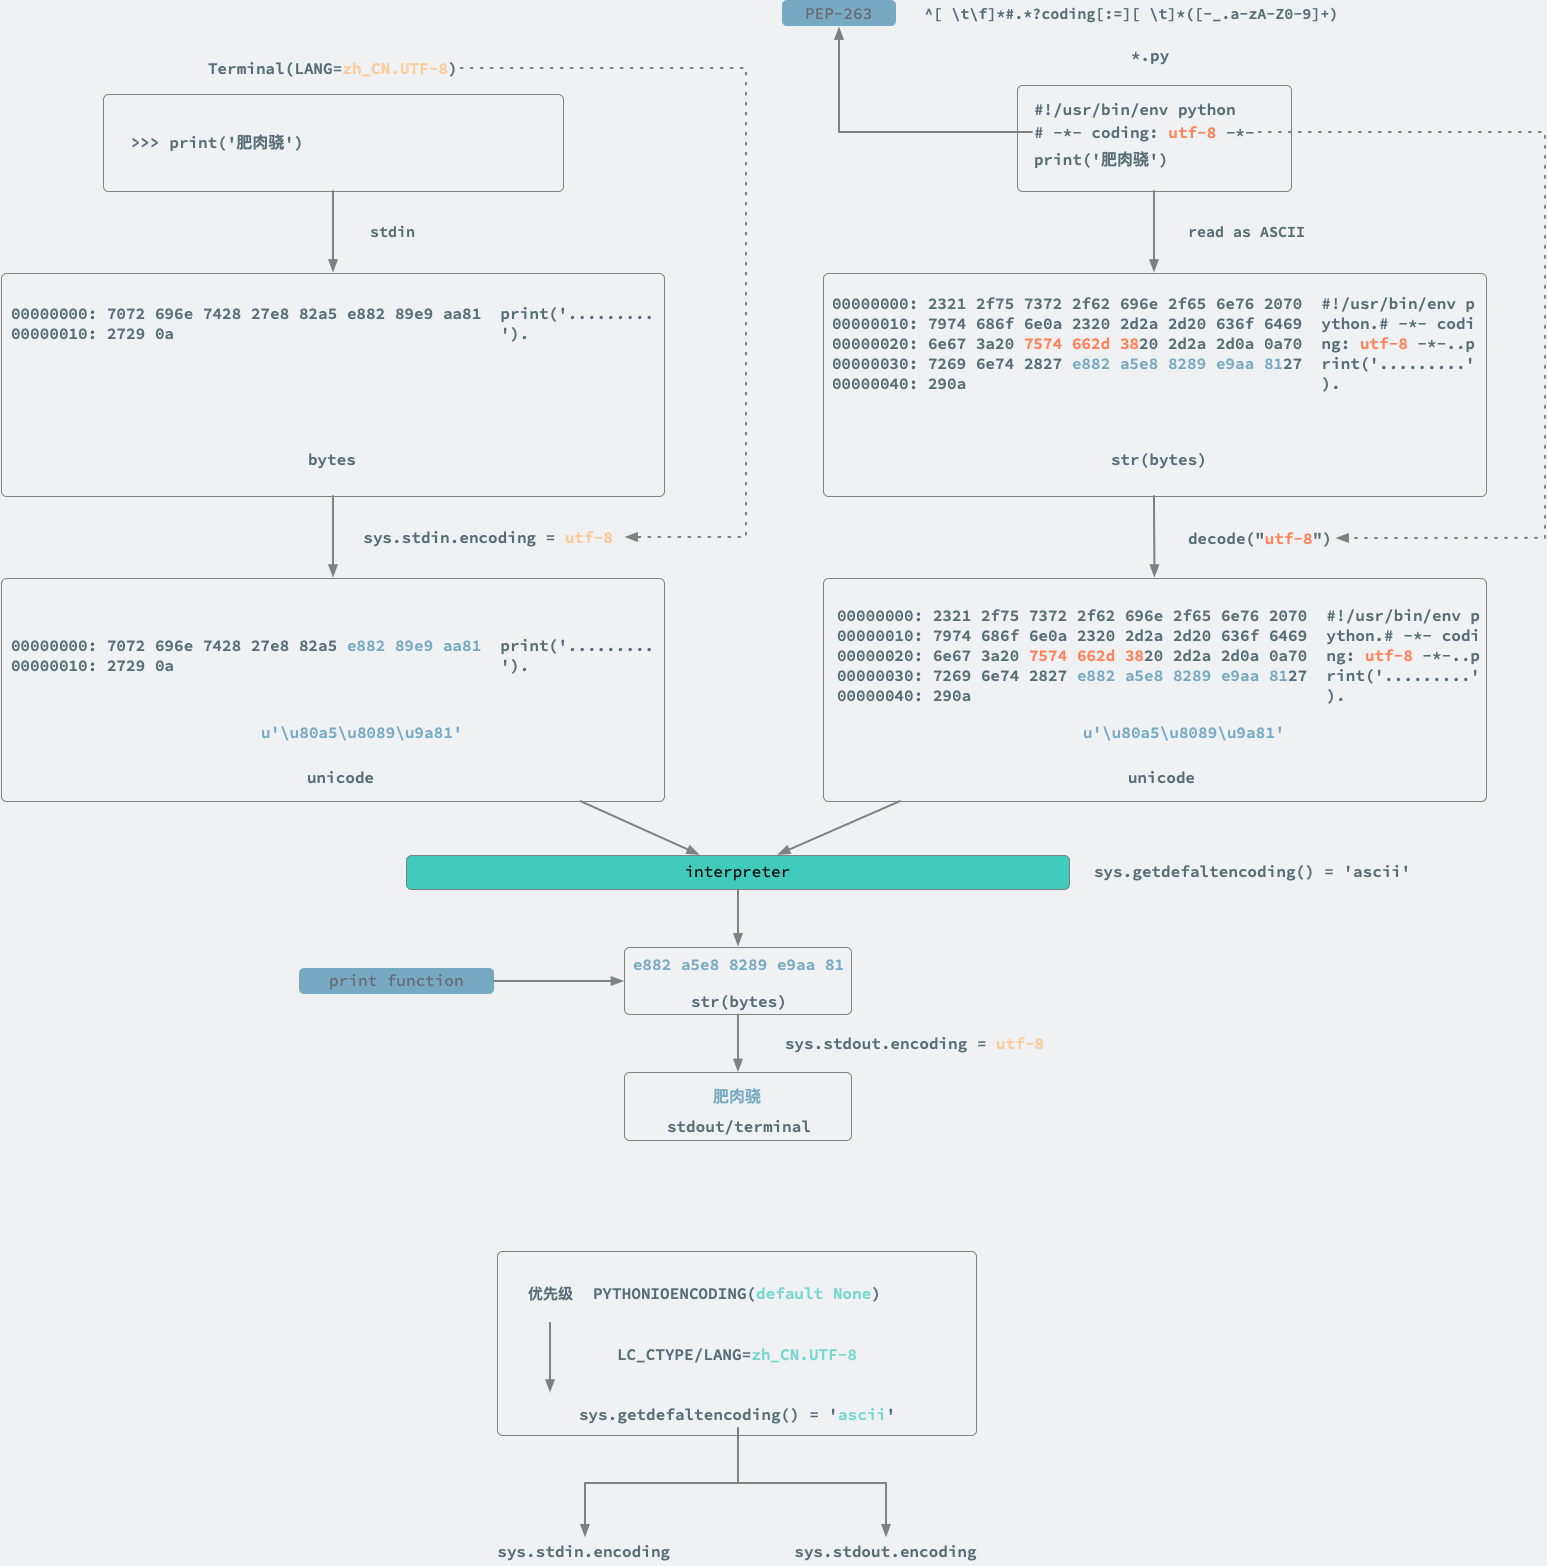 PEP-263
^[ \t\f]*#.*?coding[:=][ \t]*([-_.a-zA-Z0-9]+)
*.py
Terminal(LANG=zh_CN.UTF-8)
>>> print('肥肉骁')
#!/usr/bin/env python
# -*- coding: utf-8 -*-
print('肥肉骁')
stdin
read as ASCII
00000000: 7072 696e 7428 27e8 82a5 e882 89e9 aa81  print('.........
00000010: 2729 0a  ').
bytes
00000000: 2321 2f75 7372 2f62 696e 2f65 6e76 2070  #!/usr/bin/env p
00000010: 7974 686f 6e0a 2320 2d2a 2d20 636f 6469  ython.# -*- codi
00000020: 6e67 3a20 7574 662d 3820 2d2a 2d0a 0a70  ng: utf-8 -*-..p
00000030: 7269 6e74 2827 e882 a5e8 8289 e9aa 8127  rint('.........'
00000040: 290a  ).
str(bytes)
sys.stdin.encoding = utf-8
decode("utf-8")
00000000: 7072 696e 7428 27e8 82a5 e882 89e9 aa81  print('.........
00000010: 2729 0a  ').
u'\u80a5\u8089\u9a81'
unicode
00000000: 2321 2f75 7372 2f62 696e 2f65 6e76 2070  #!/usr/bin/env p
00000010: 7974 686f 6e0a 2320 2d2a 2d20 636f 6469  ython.# -*- codi
00000020: 6e67 3a20 7574 662d 3820 2d2a 2d0a 0a70  ng: utf-8 -*-..p
00000030: 7269 6e74 2827 e882 a5e8 8289 e9aa 8127  rint('.........'
00000040: 290a  ).
u'\u80a5\u8089\u9a81'
unicode
interpreter
sys.getdefaltencoding() = 'ascii'
print function
e882 a5e8 8289 e9aa 81
str(bytes)
sys.stdout.encoding = utf-8
肥肉骁
stdout/terminal
优先级  PYTHONIOENCODING(default None)
LC_CTYPE/LANG=zh_CN.UTF-8
sys.getdefaltencoding() = 'ascii'
sys.stdin.encoding
sys.stdout.encoding